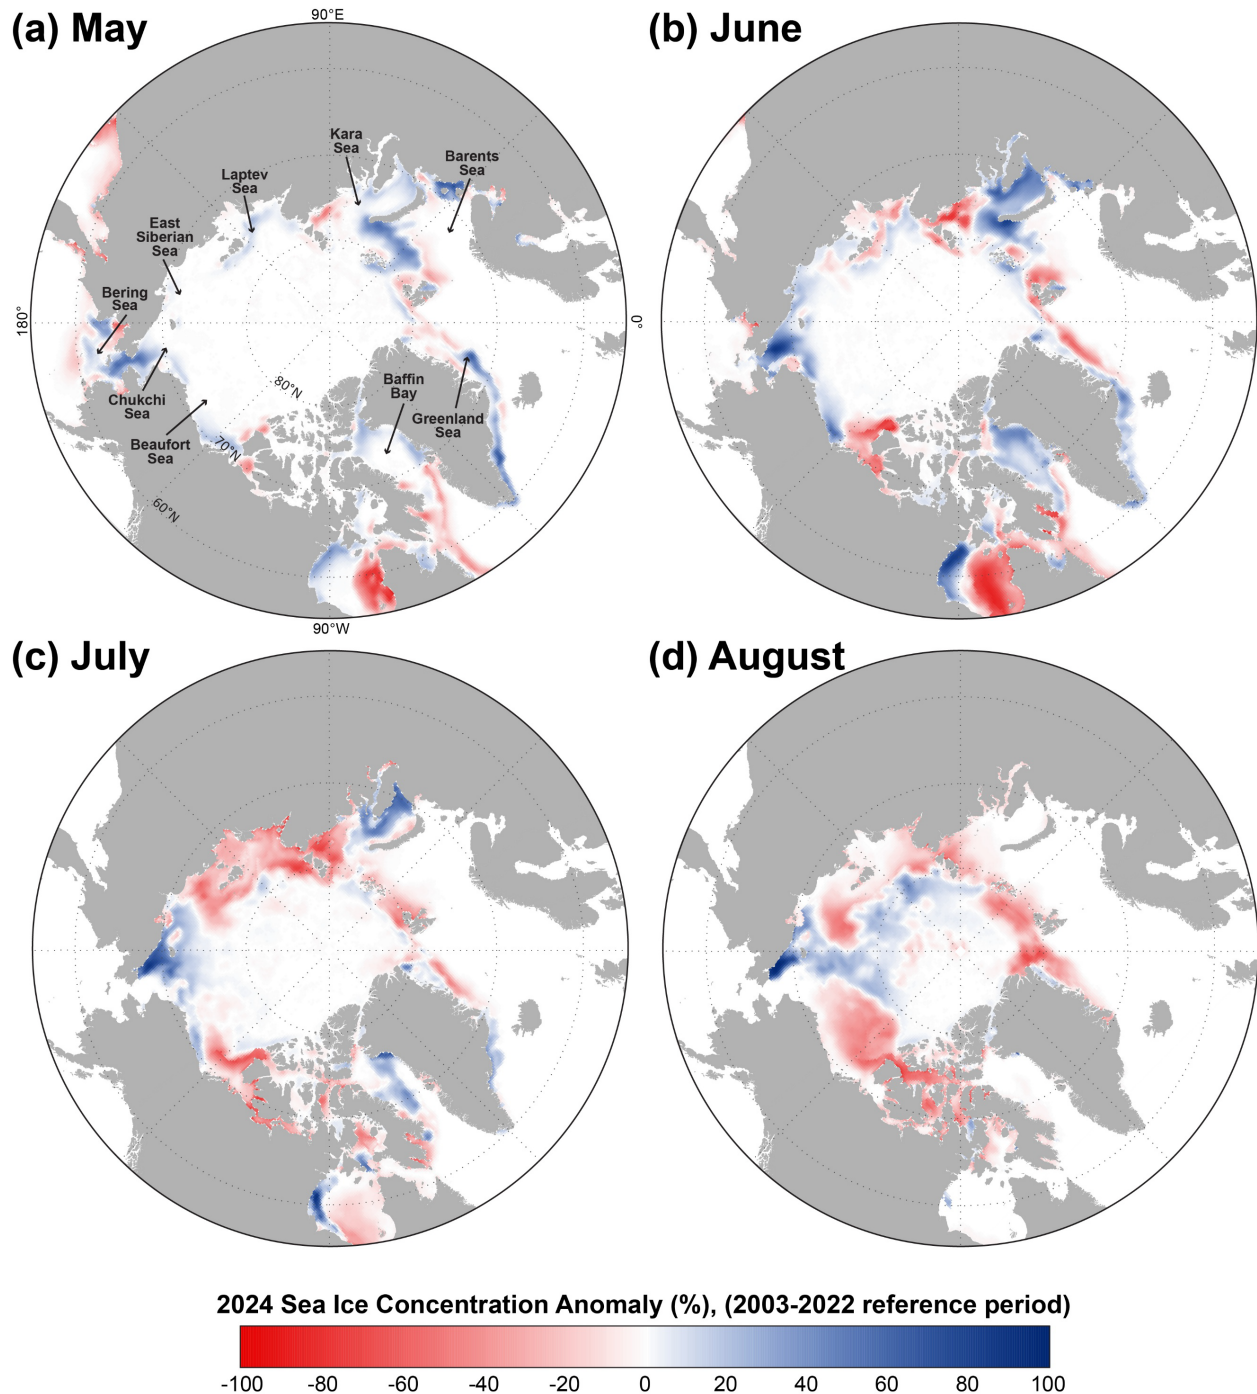 (a) May
90°E
(b) June
Kara
Sea
Barents
Sea
Laptev
Sea
East
Siberian
Sea
Bering
Sea
180°
0°
80°N
Baffin
Bay
Chukchi
Sea
Greenland
Sea
Beaufort
Sea
70°N
60°N
90°W
(c) July
(d) August
2024 Sea Ice Concentration Anomaly (%), (2003-2022 reference period)
-100 -80 -60 -40 -20 0 20 40 60 80 100